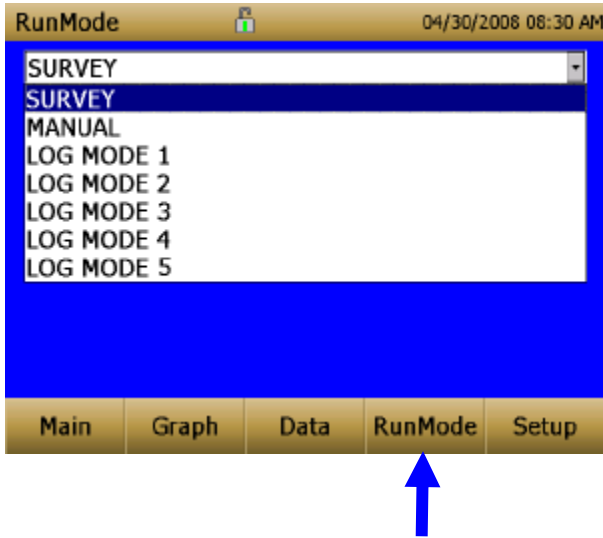 RunMode 04/30/2008 08:30 AM
SURVEY
SURVEY
MANUAL
LOG MODE 1
LOG MODE 2
LOG MODE 3
LOG MODE 4
LOG MODE 5
Main Graph Data RunMode Setup